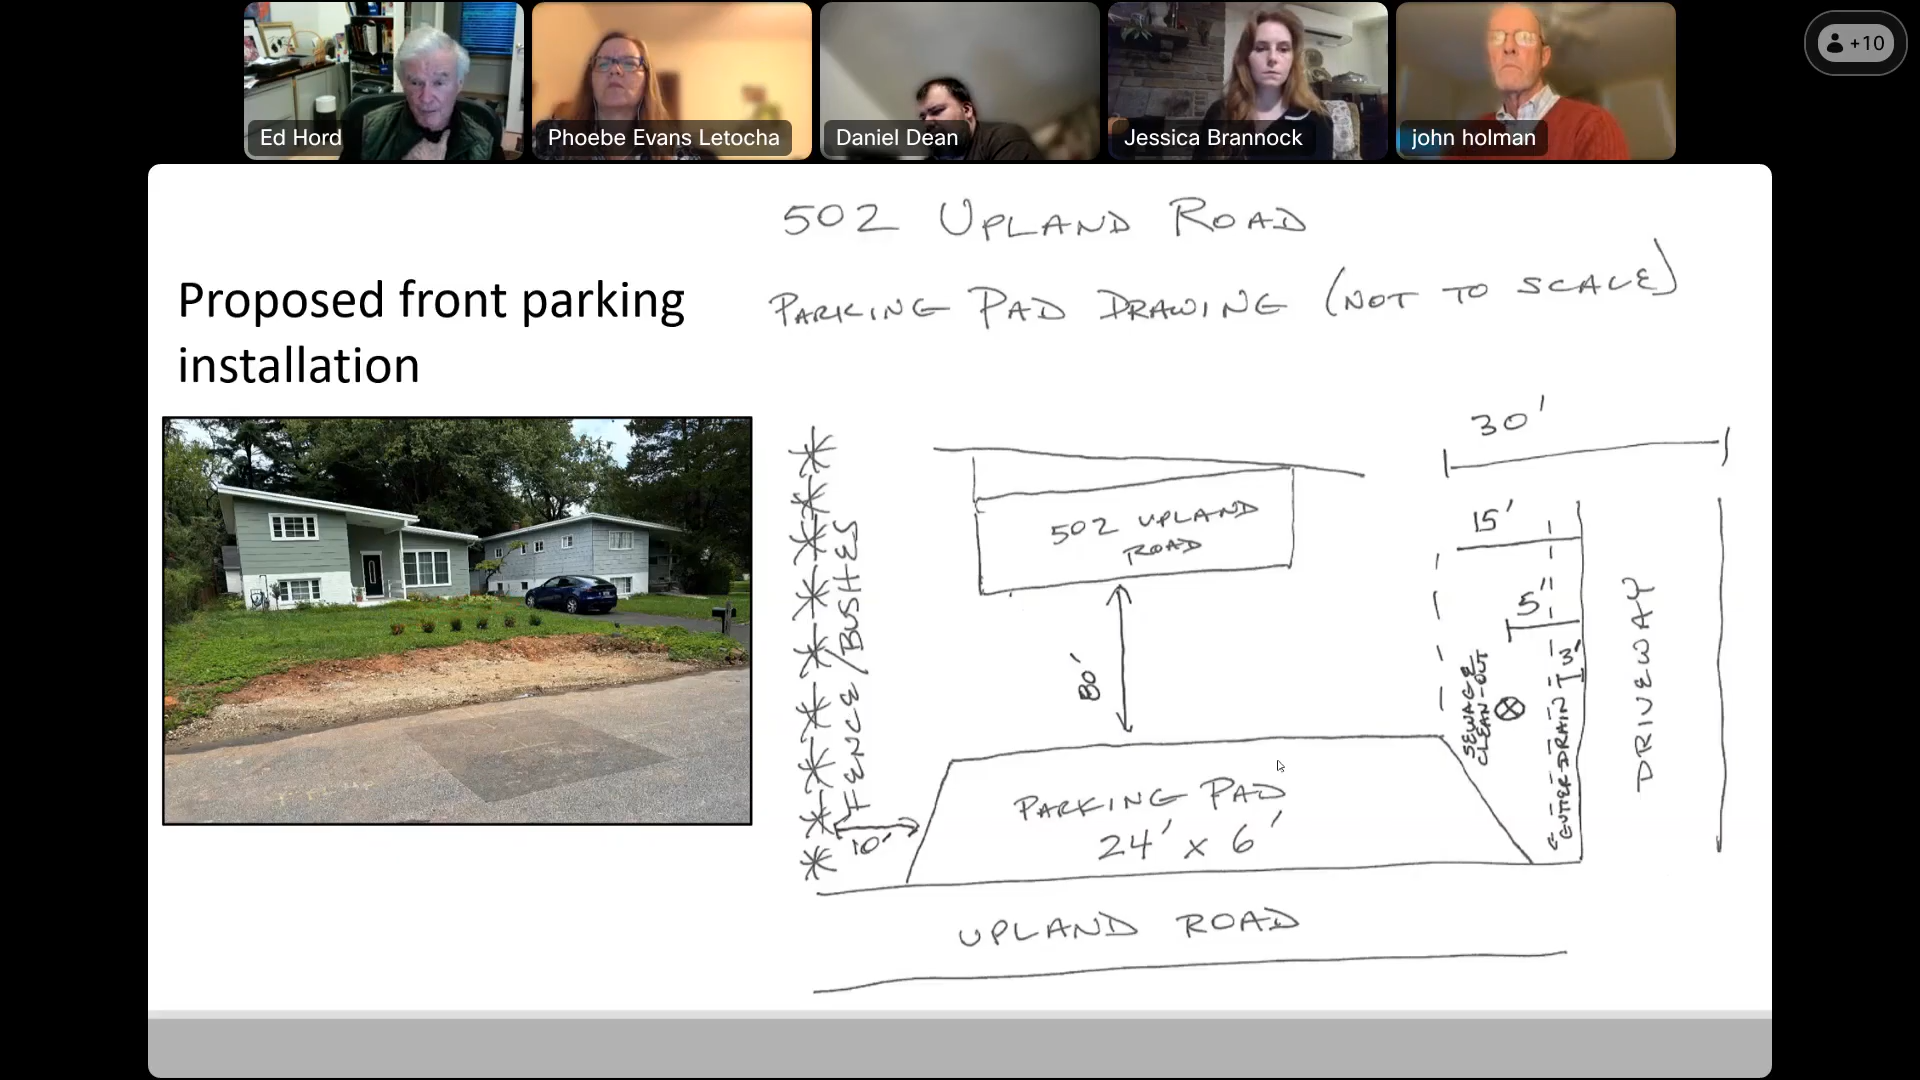 Ed Hord
Phoebe Evans Letocha
Daniel Dean
Jessica Brannock
john holman
+10
502 UPLAND ROAD
PARKING PAD DRAWING (NOT TO SCALE)
Proposed front parking
installation
30'
15'
502 UPLAND
ROAD
FENCE/BUSHES
5"
3'
80'
SEWAGE
CLEAN-OUT
GUTTER DRAIN
DRIVEWAY
PARKING PAD
24' x 6'
10'
UPLAND ROAD